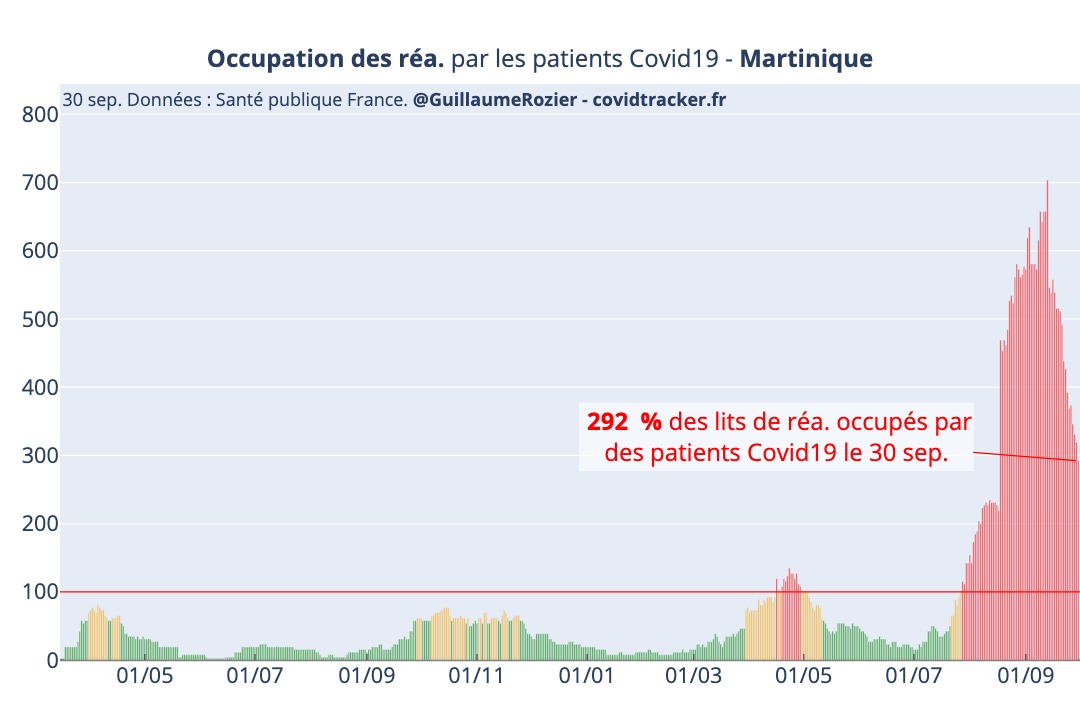 Occupation des réa. par les patients Covid19 - Martinique
30 sep. Données : Santé publique France. @GuillaumeRozier - covidtracker.fr
800
700
600
500
400
300
200
100
0
292 % des lits de réa. occupés par
des patients Covid19 le 30 sep.
01/05 01/07 01/09 01/11 01/01 01/03 01/05 01/07 01/09